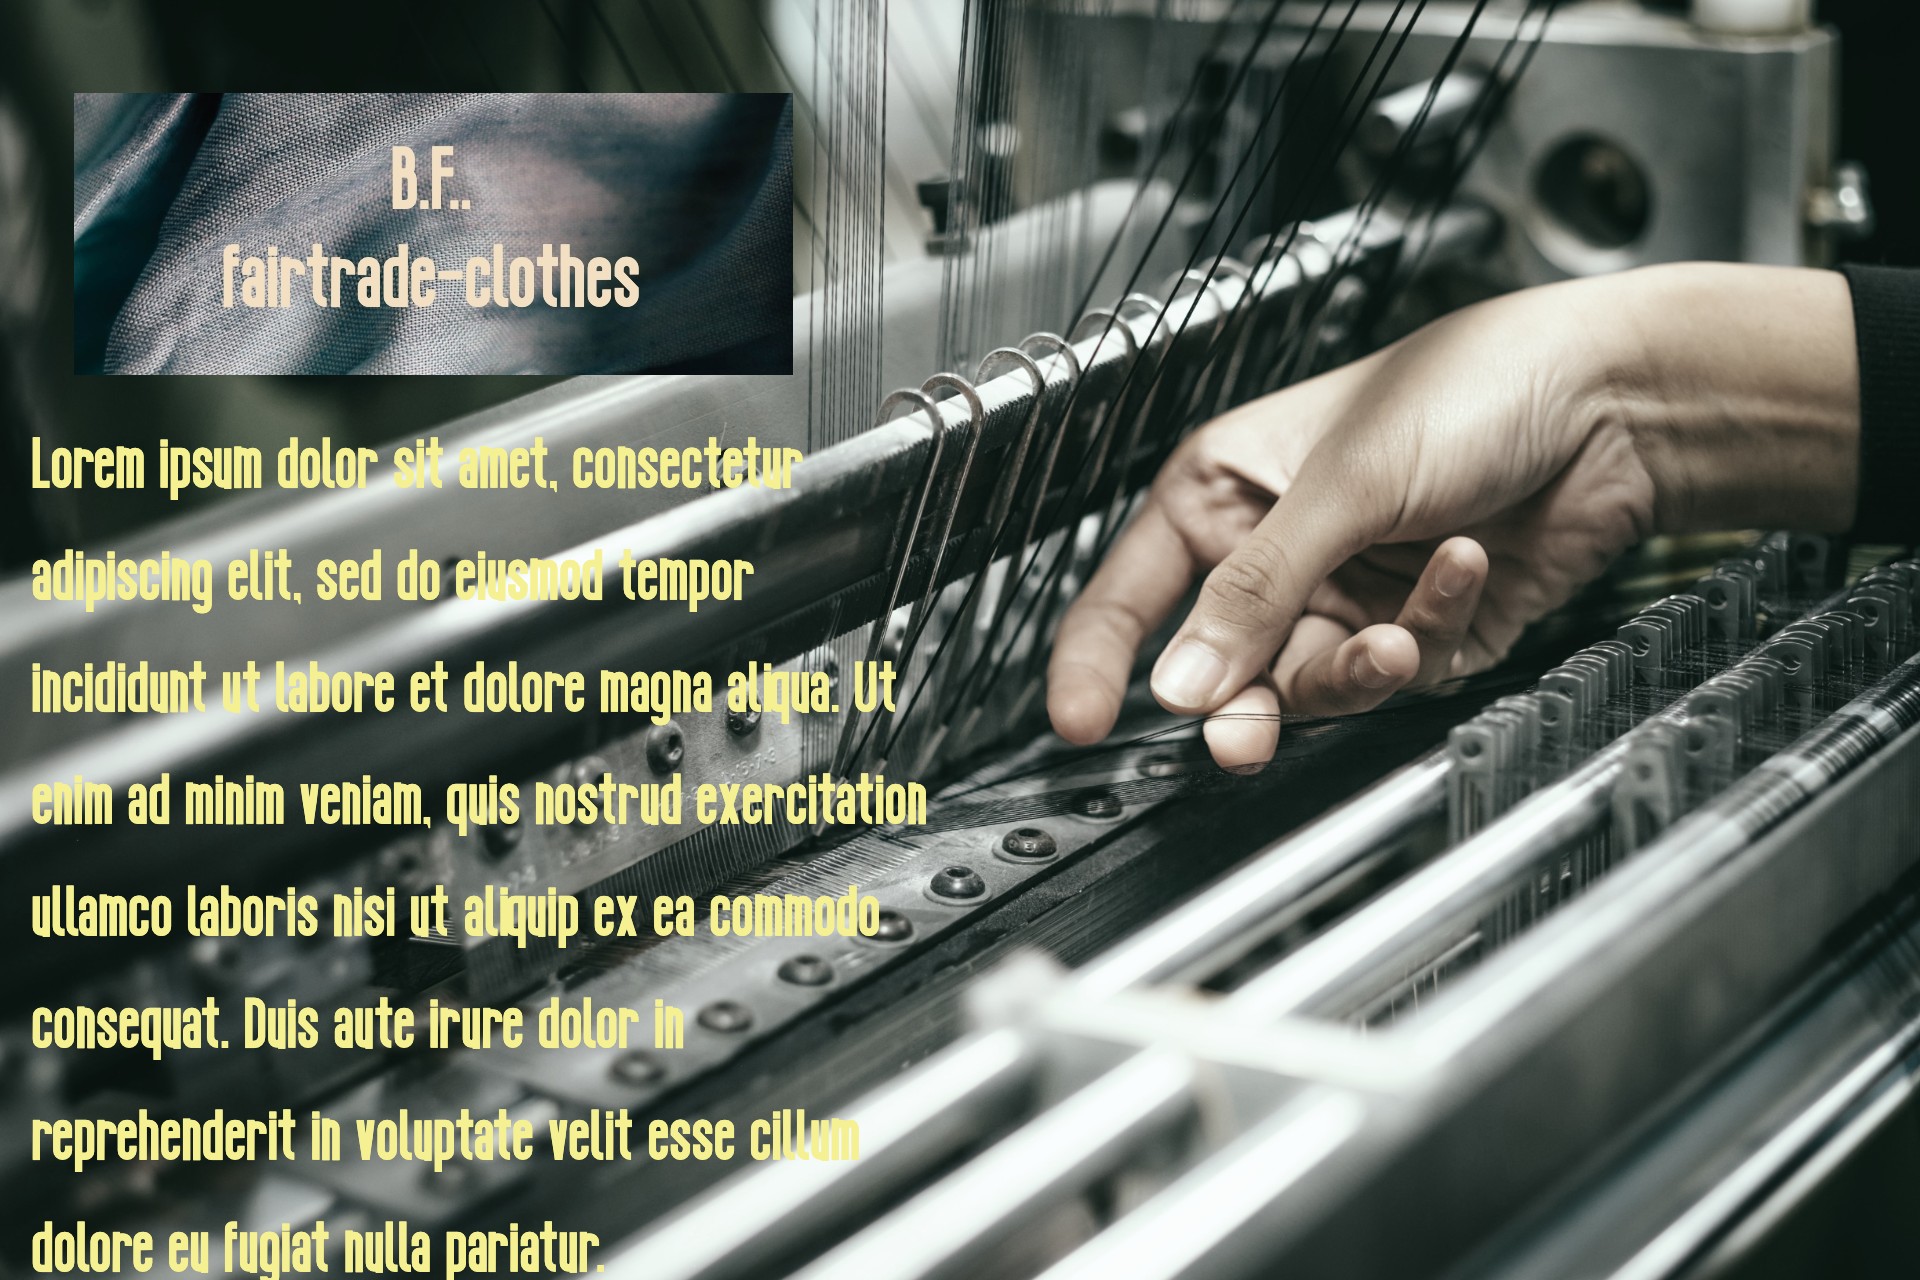 B.F..
fairtrade-clothes
Lorem ipsum dolor sit amet, consectetur
adipiscing elit, sed do eiusmod tempor
incididunt ut labore et dolore magna aliqua. Ut
enim ad minim veniam, quis nostrud exercitation
ullamco laboris nisi ut aliquip ex ea commodo
consequat. Duis aute irure dolor in
reprehenderit in voluptate velit esse cillum
dolore eu fugiat nulla pariatur.